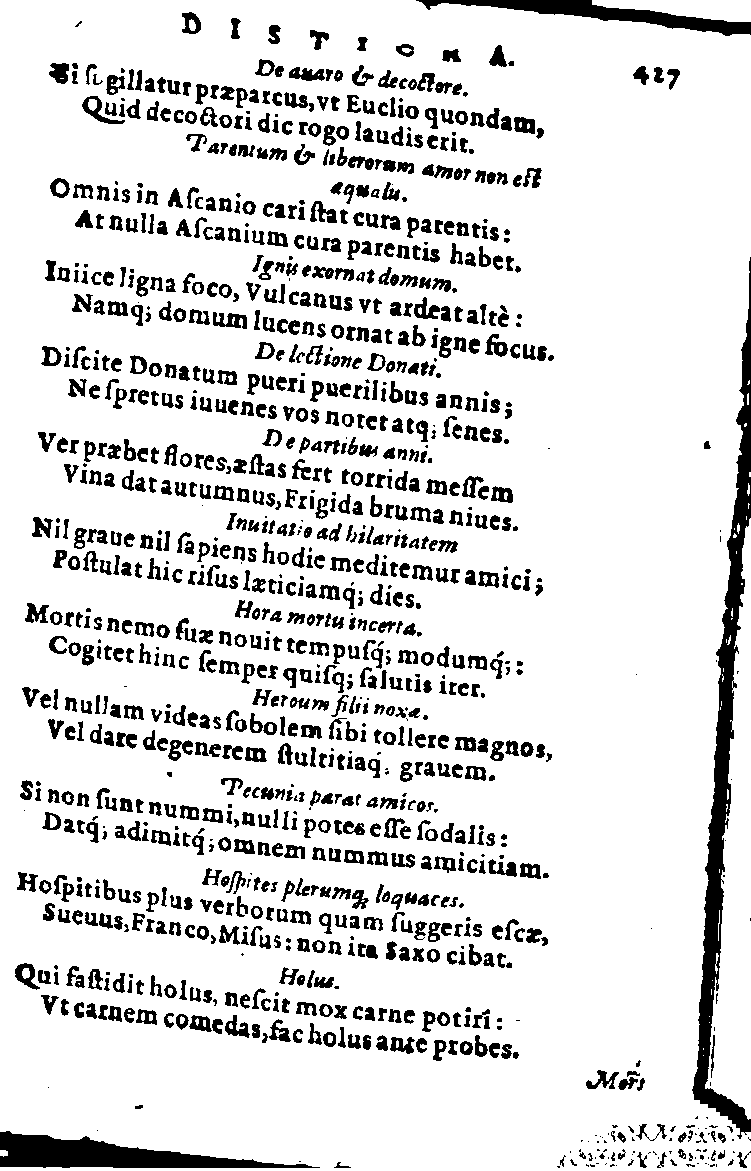 DISTICHA. 427
De auaro & decoctore.
Si ſugillatur præparcus, vt Euclio quondam,
Quid decoctori dic rogo laudis erit.
Parentum & liberorum amor non eſt
aqualis.
Omnis in Aſcanio cari ſtat cura parentis:
At nulla Aſcanium cura parentis habet.
Ignis exornat domum.
Iniice ligna foco, Vulcanus vt ardeat altè:
Namq; domum lucens ornat ab igne focus.
De lectione Donati.
Diſcite Donatum pueri puerilibus annis;
Ne ſpretus iuuenes vos notet atq; ſenes.
De partibus anni.
Ver præbet flores, æſtas fert torrida meſſem
Vina dat autumnus, Frigida bruma niues.
Inuitatio ad hilaritatem
Nil graue nil ſapiens hodie meditemur amici;
Poſtulat hic riſus læticiamq́; dies.
Hora mortis incerta.
Mortis nemo ſuæ nouit tempuſq́; modumq́;:
Cogitet hinc ſemper quiſq; ſalutis iter.
Heroum filii noxæ.
Vel nullam videas ſobolem ſibi tollere magnos,
Vel dare degenerem ſtultitiaq́; grauem.
Pecunia parat amicos.
Si non ſunt nummi, nulli potes eſſe ſodalis:
Datq́; adimitq́; omnem nummus amicitiam.
Hoſpites plerumq; loquaces.
Hoſpitibus plus verborum quam ſuggeris eſcæ,
Sueuus, Franco, Miſus: non ita Saxo cibat.
Holus.
Qui faſtidit holus, neſcit mox carne potiri:
Vt carnem comedas, fac holus ante probes.
Mors